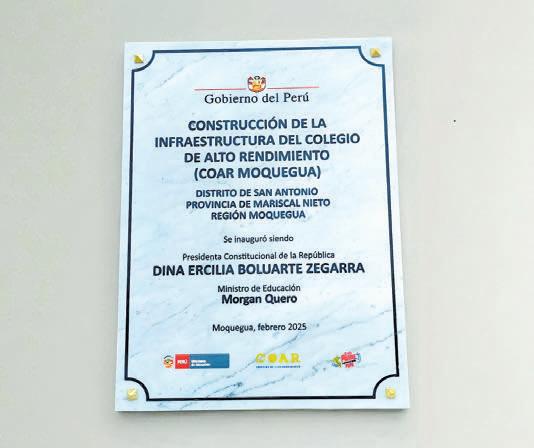 Gobierno del Perú
CONSTRUCCIÓN DE LA
INFRAESTRUCTURA DEL COLEGIO
DE ALTO RENDIMIENTO
(COAR MOQUEGUA)
DISTRITO DE SAN ANTONIO
PROVINCIA DE MARISCAL NIETO
REGIÓN MOQUEGUA
Se inauguró siendo
Presidenta Constitucional de la República
DINA ERCILIA BOLUARTE ZEGARRA
Ministro de Educación
Morgan Quero
Moquegua, febrero 2025
PERÚ
COAR